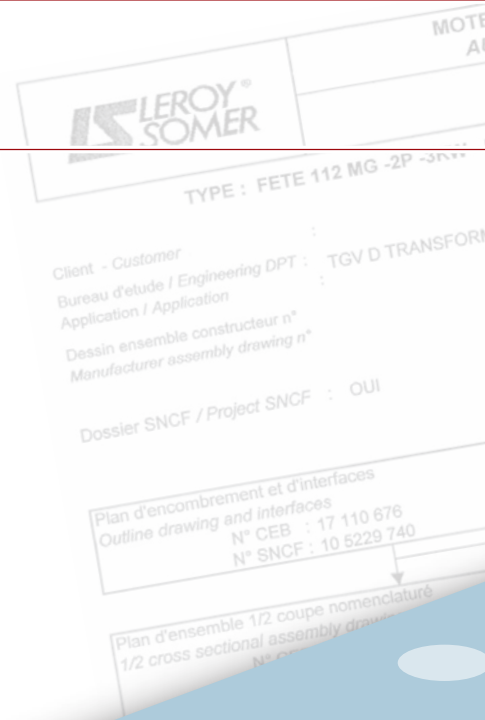 MOTE
LEROY®
SOMER
TYPE : FETE 112 MG -2P -3KW
Client - Customer :
Bureau d'etude / Engineering DPT : TGV D TRANSFORM
Application / Application :
Dessin ensemble constructeur n°
Manufacturer assembly drawing n°
Dossier SNCF / Project SNCF : OUI
Plan d'encombrement et d'interfaces
Outline drawing and interfaces
N° CEB : 17 110 676
N° SNCF : 10 5229 740
Plan d'ensemble 1/2 coupe nomenclaturé
1/2 cross sectional assembly drawi
N°